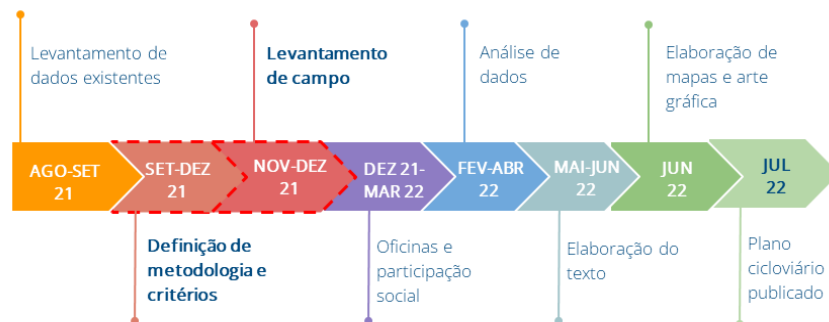 Levantamento de
dados existentes
Levantamento
de campo
Análise de
dados
Elaboração de
mapas e arte
gráfica
AGO-SET
21
SET-DEZ
21
NOV-DEZ
21
DEZ 21-
MAR 22
FEV-ABR
22
MAI-JUN
22
JUN
22
JUL
22
Definição de
metodologia e
critérios
Oficinas e
participação
social
Elaboração do
texto
Plano
cicloviário
publicado